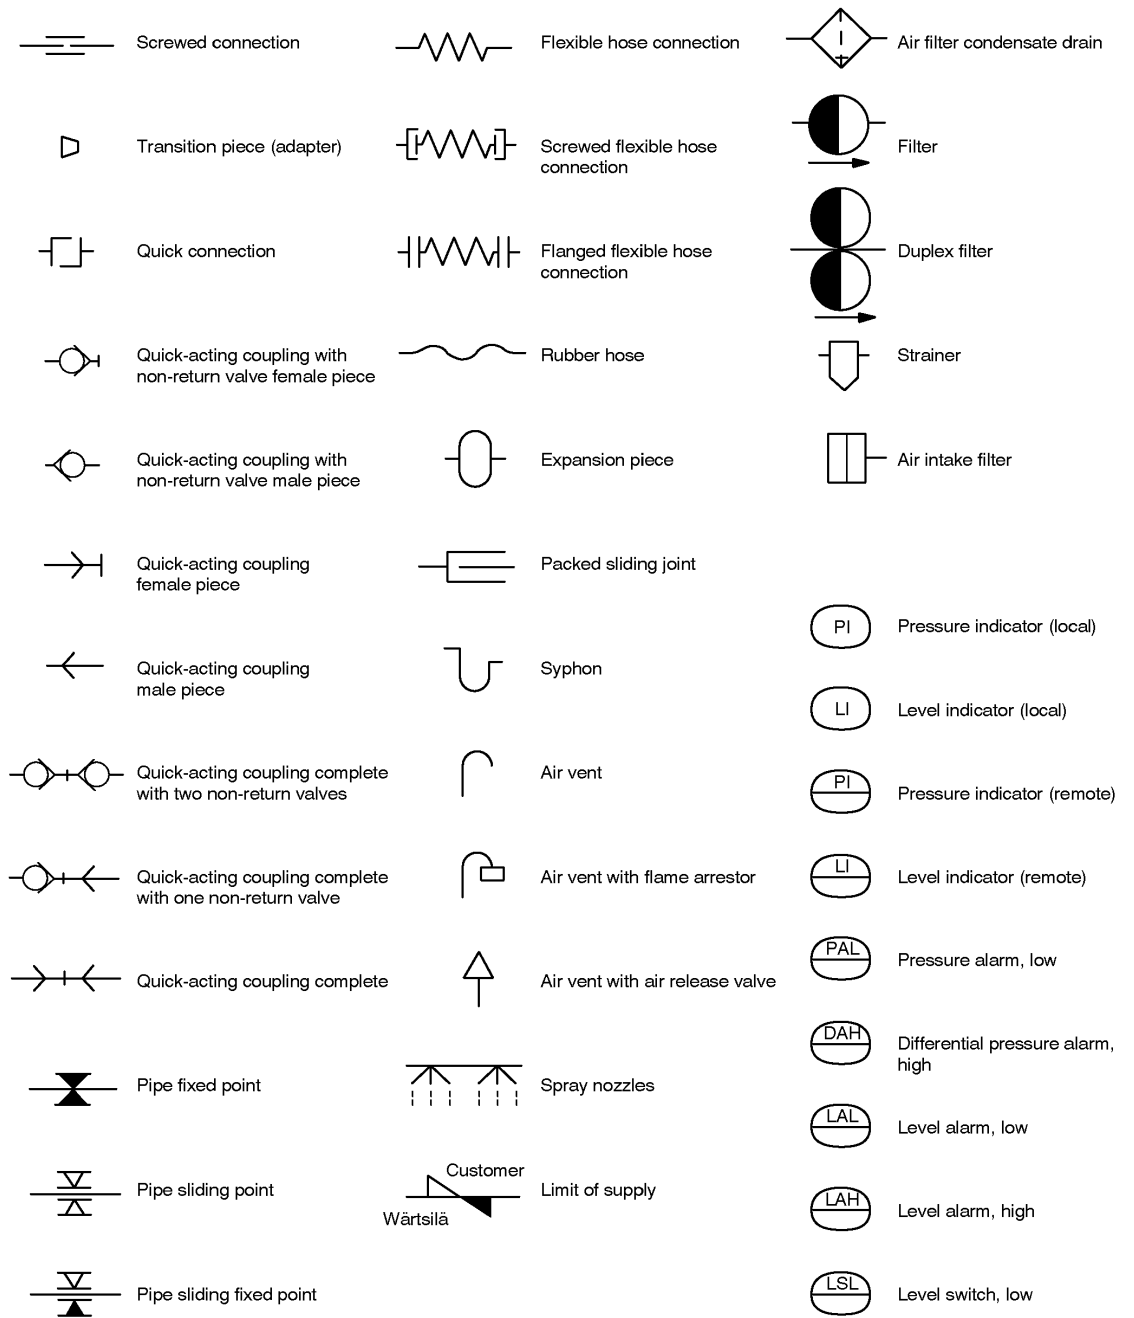 Screwed connection
Transition piece (adapter)
Quick connection
Quick-acting coupling with
non-return valve female piece
Quick-acting coupling with
non-return valve male piece
Quick-acting coupling
female piece
Quick-acting coupling
male piece
Quick-acting coupling complete
with two non-return valves
Quick-acting coupling complete
with one non-return valve
Quick-acting coupling complete
Pipe fixed point
Pipe sliding point
Pipe sliding fixed point
Flexible hose connection
Screwed flexible hose
connection
Flanged flexible hose
connection
Rubber hose
Expansion piece
Packed sliding joint
Syphon
Air vent
Air vent with flame arrestor
Air vent with air release valve
Spray nozzles
Customer
Limit of supply
Wärtsilä
Air filter condensate drain
Filter
Duplex filter
Strainer
Air intake filter
PI Pressure indicator (local)
LI Level indicator (local)
PI Pressure indicator (remote)
LI Level indicator (remote)
PAL Pressure alarm, low
DAH Differential pressure alarm,
high
LAL Level alarm, low
LAH Level alarm, high
LSL Level switch, low